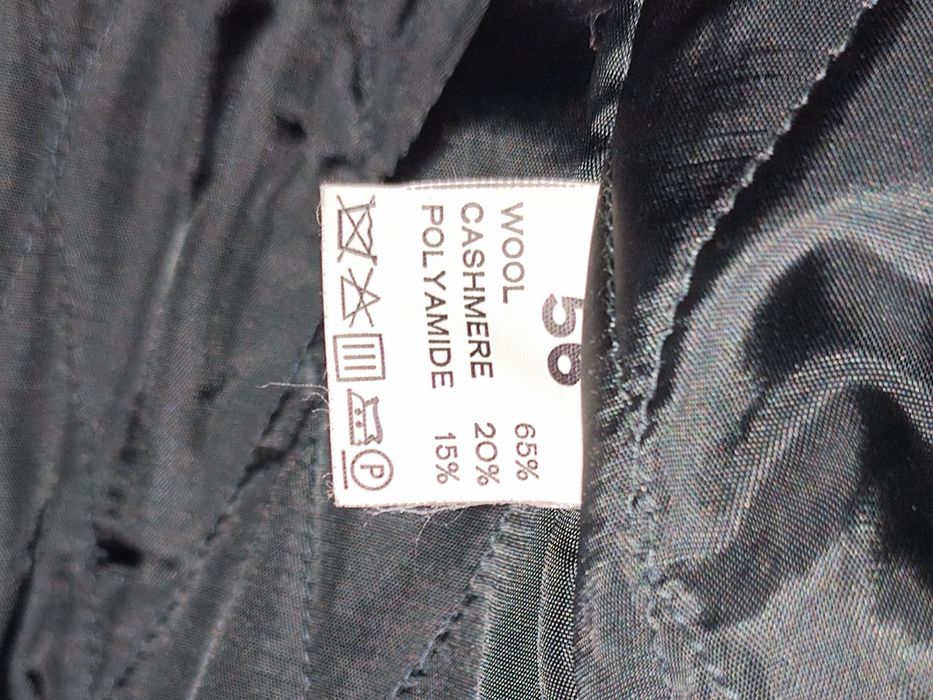 56
WOOL 65%
CASHMERE 20%
POLYAMIDE 15%
P